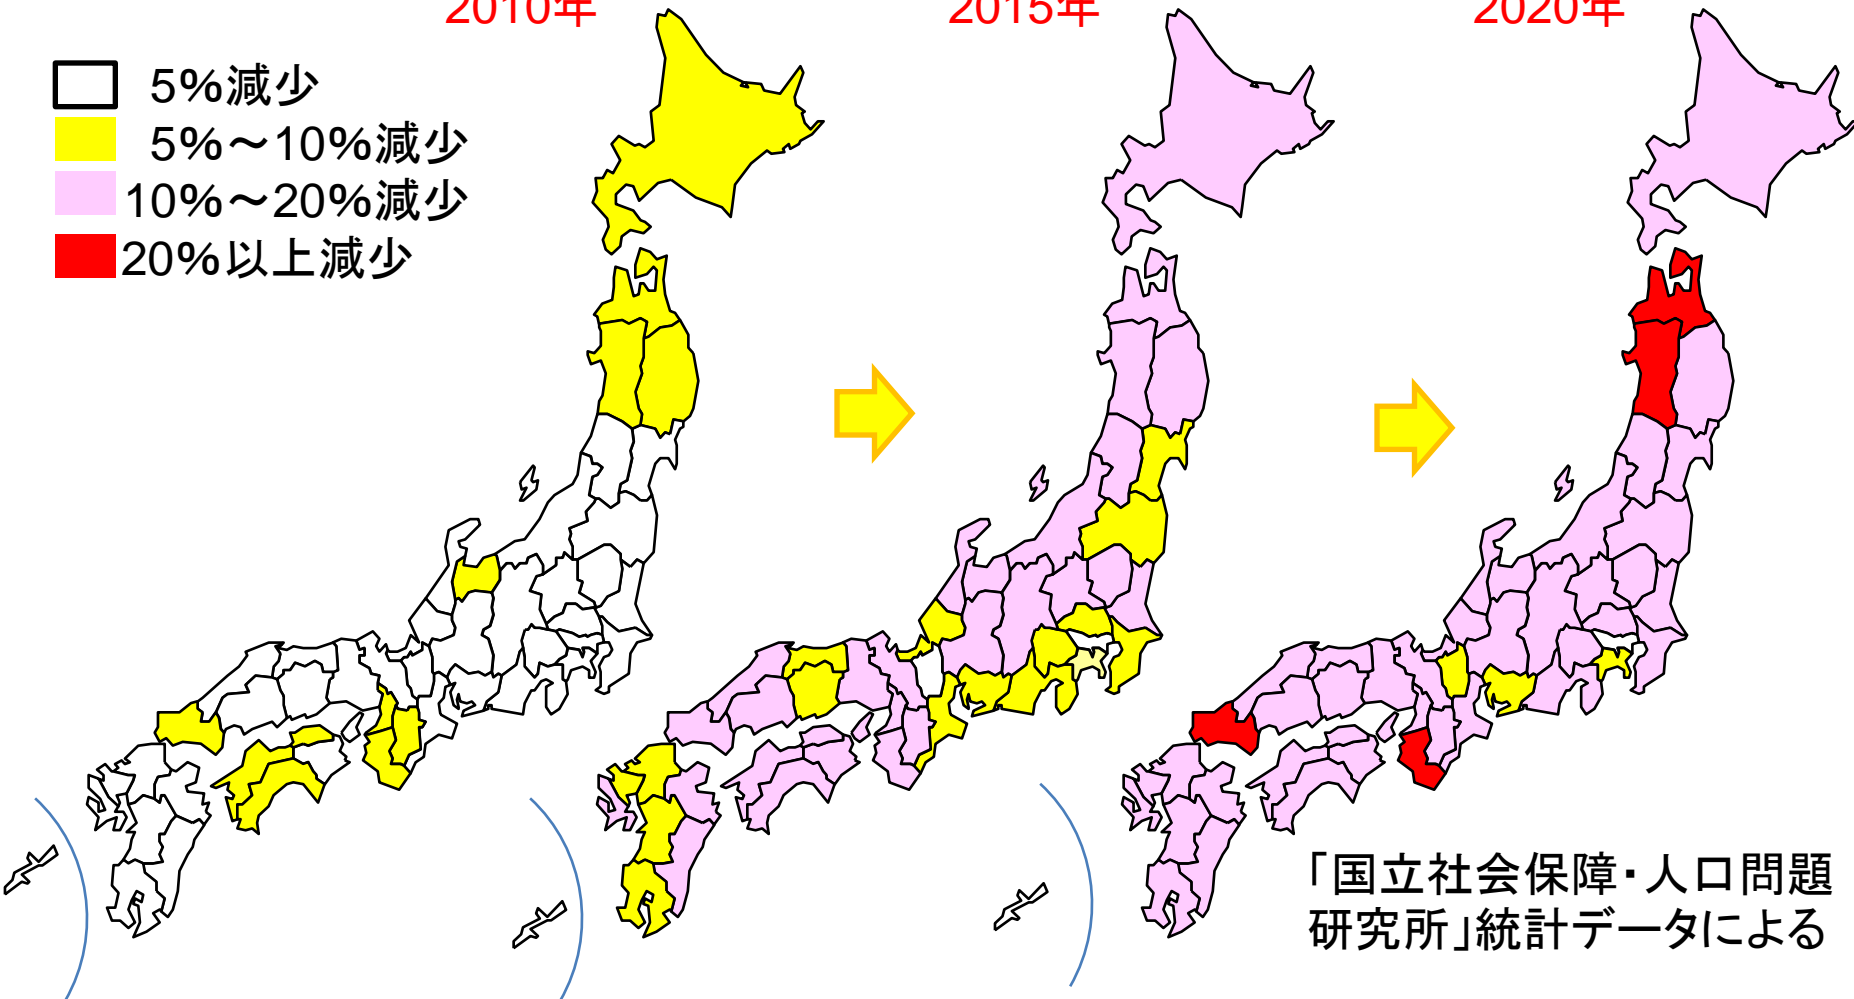 2010年
2015年
2020年
5%減少
5%～10%減少
10%～20%減少
20%以上減少
「国立社会保障・人口問題
研究所」統計データによる